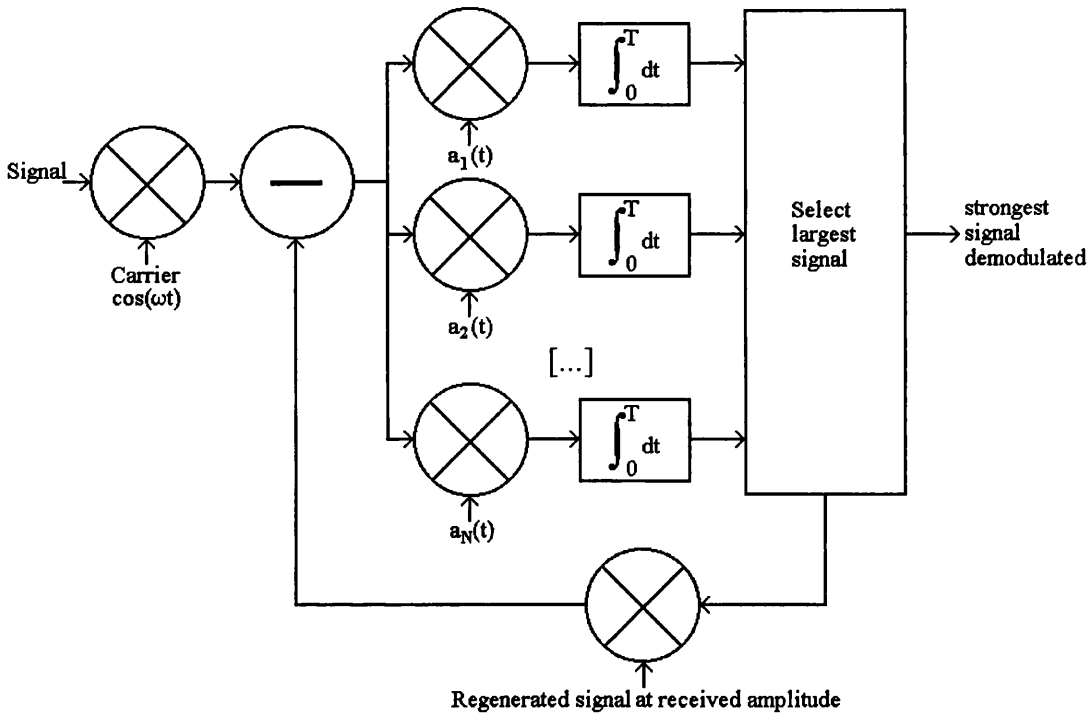 Signal
Carrier
cos(ωt)
a₁(t)
∫₀ᵀ dt
a₂(t)
∫₀ᵀ dt
[...]
a_N(t)
∫₀ᵀ dt
Select
largest
signal
strongest
signal
demodulated
Regenerated signal at received amplitude